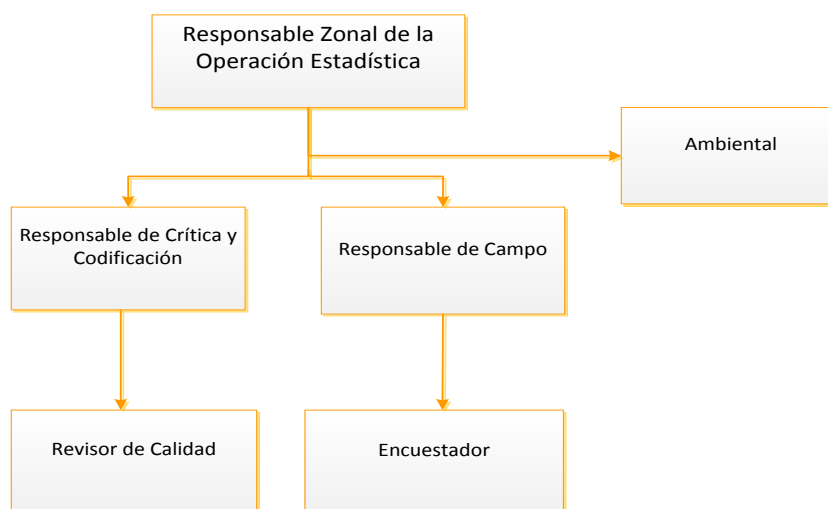 Responsable Zonal de la
Operación Estadística
Ambiental
Responsable de Crítica y
Codificación
Responsable de Campo
Revisor de Calidad
Encuestador